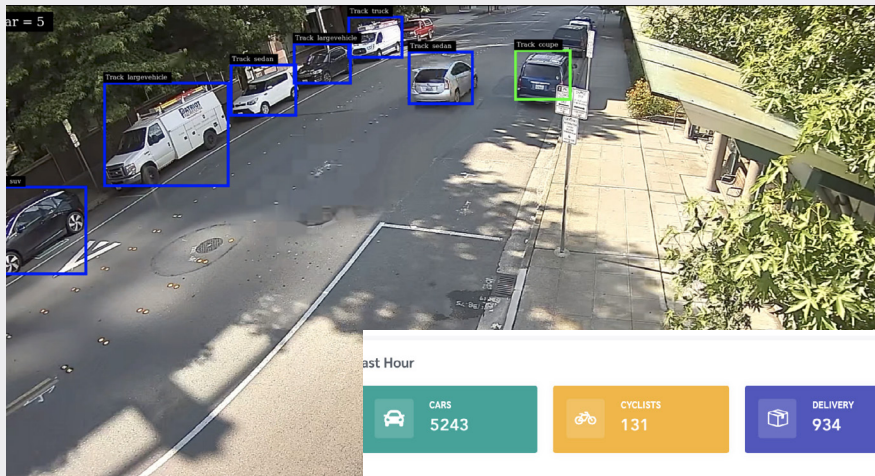 ar = 5
Track truck
Track largevehicle
Track sedan
Track coupe
Track sedan
Track largevehicle
PATRIOT
suv
ast Hour
CARS
5243
CYCLISTS
131
DELIVERY
934